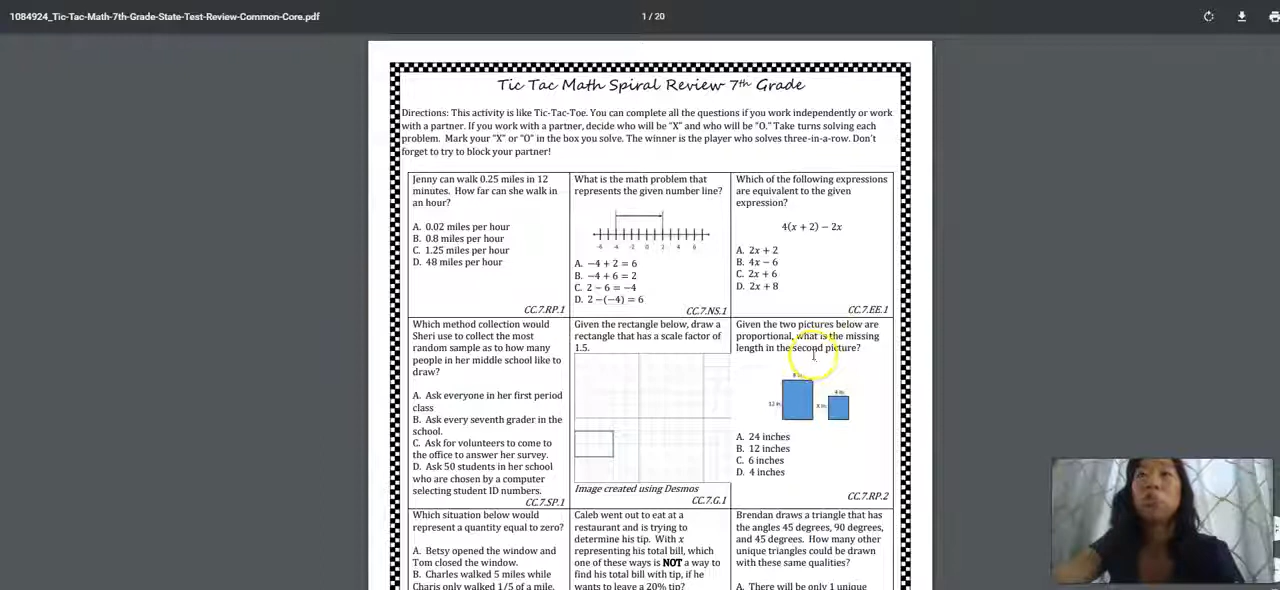 1084924_Tic-Tac-Math-7th-Grade-State-Test-Review-Common-Core.pdf
1 / 20
Tic Tac Math Spiral Review 7th Grade
Directions: This activity is like Tic-Tac-Toe. You can complete all the questions if you work independently or work
with a partner. If you work with a partner, decide who will be "X" and who will be "O." Take turns solving each
problem. Mark your "X" or "O" in the box you solve. The winner is the player who solves three-in-a-row. Don't
forget to try to block your partner!
Jenny can walk 0.25 miles in 12
minutes. How far can she walk in
an hour?
A. 0.02 miles per hour
B. 0.8 miles per hour
C. 1.25 miles per hour
D. 48 miles per hour
CC.7.RP.1
What is the math problem that
represents the given number line?
-6 -4 -2 0 2 4 6
A. −4 + 2 = 6
B. −4 + 6 = 2
C. 2 − 6 = −4
D. 2 −(−4) = 6
CC.7.NS.1
Which of the following expressions
are equivalent to the given
expression?
4(x + 2) − 2x
A. 2x + 2
B. 4x − 6
C. 2x + 6
D. 2x + 8
CC.7.EE.1
Which method collection would
Sheri use to collect the most
random sample as to how many
people in her middle school like to
draw?
A. Ask everyone in her first period
class
B. Ask every seventh grader in the
school.
C. Ask for volunteers to come to
the office to answer her survey.
D. Ask 50 students in her school
who are chosen by a computer
selecting student ID numbers.
CC.7.SP.1
Given the rectangle below, draw a
rectangle that has a scale factor of
1.5.
Image created using Desmos
CC.7.G.1
Given the two pictures below are
proportional, what is the missing
length in the second picture?
4 in.
12 in.
x in.
A. 24 inches
B. 12 inches
C. 6 inches
D. 4 inches
CC.7.RP.2
Which situation below would
represent a quantity equal to zero?
A. Betsy opened the window and
Tom closed the window.
B. Charles walked 5 miles while
Charis only walked 1/5 of a mile.
Caleb went out to eat at a
restaurant and is trying to
determine his tip. With x
representing his total bill, which
one of these ways is NOT a way to
find his total bill with tip, if he
wants to leave a 20% tip?
Brendan draws a triangle that has
the angles 45 degrees, 90 degrees,
and 45 degrees. How many other
unique triangles could be drawn
with these same qualities?
A. There will be only 1 unique